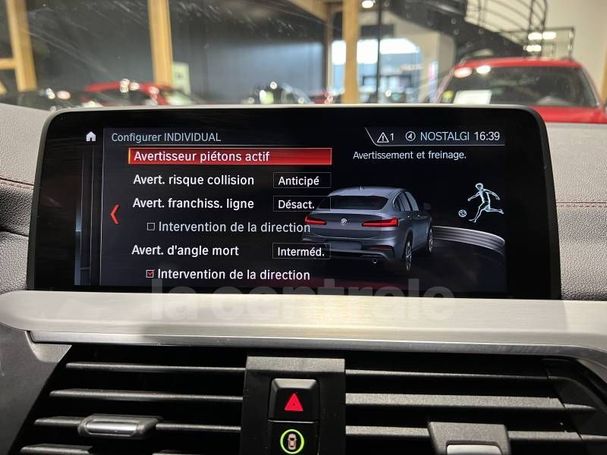 Configurer INDIVIDUAL
1 NOSTALGI 16:39
Avertisseur piétons actif
Avertissement et freinage.
Avert. risque collision Anticipé
Avert. franchiss. ligne Désact.
Intervention de la direction
Avert. d'angle mort Interméd.
Intervention de la direction
la centrale